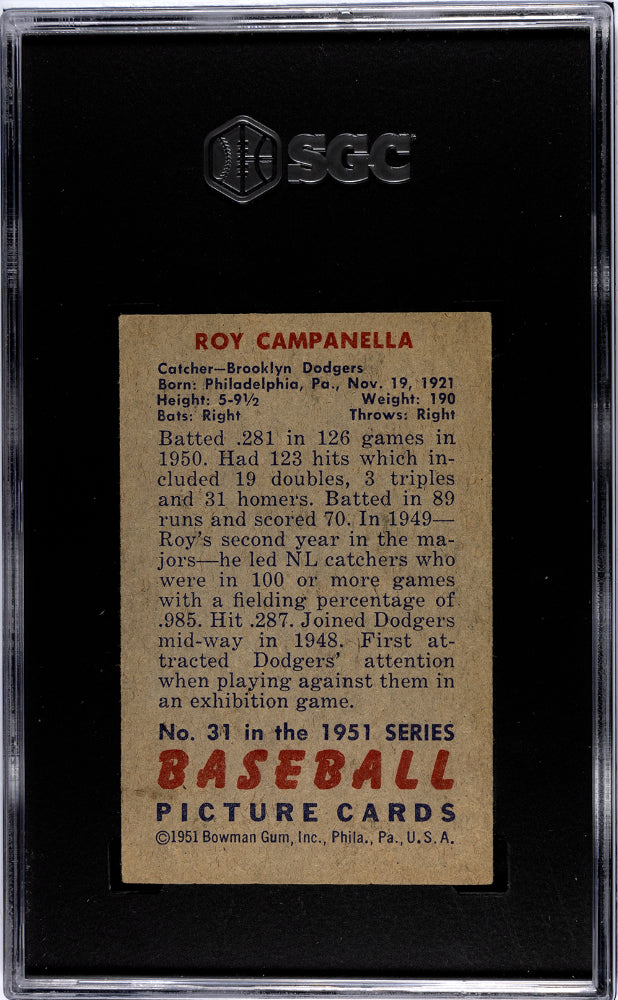 SGC
ROY CAMPANELLA
Catcher—Brooklyn Dodgers
Born: Philadelphia, Pa., Nov. 19, 1921
Height: 5-9½ Weight: 190
Bats: Right Throws: Right
Batted .281 in 126 games in
1950. Had 123 hits which in-
cluded 19 doubles, 3 triples
and 31 homers. Batted in 89
runs and scored 70. In 1949—
Roy's second year in the ma-
jors—he led NL catchers who
were in 100 or more games
with a fielding percentage of
.985. Hit .287. Joined Dodgers
mid-way in 1948. First at-
tracted Dodgers' attention
when playing against them in
an exhibition game.
No. 31 in the 1951 SERIES
BASEBALL
PICTURE CARDS
©1951 Bowman Gum, Inc., Phila., Pa., U.S.A.